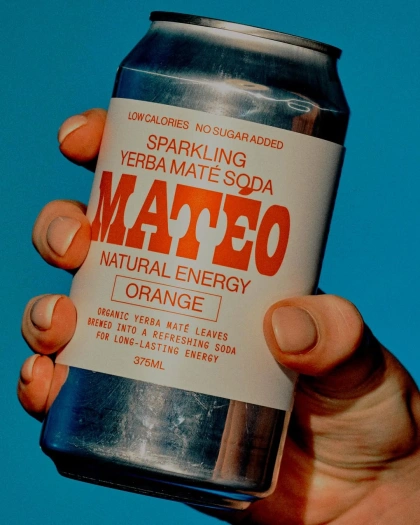 LOW CALORIES NO SUGAR ADDED
SPARKLING
YERBA MATÉ SODA
MATÉO
NATURAL ENERGY
ORANGE
ORGANIC YERBA MATÉ LEAVES
BREWED INTO A REFRESHING SODA
FOR LONG-LASTING ENERGY
375ML